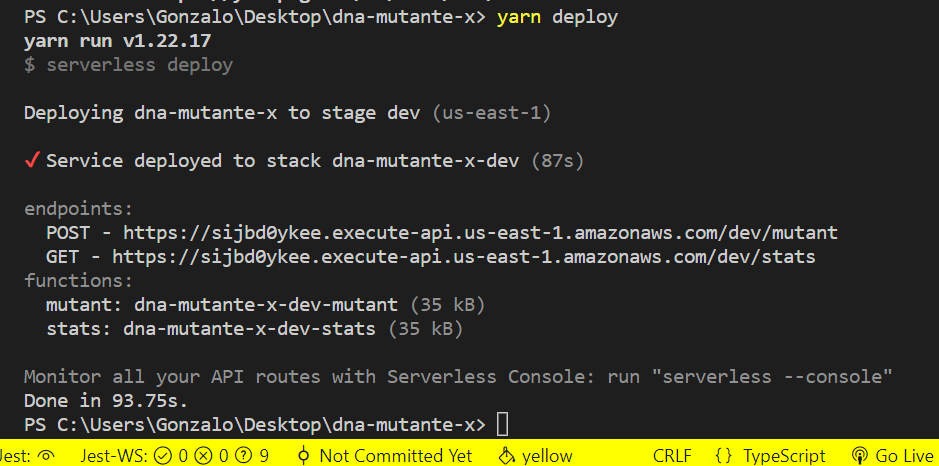 PS C:\Users\Gonzalo\Desktop\dna-mutante-x> yarn deploy
yarn run v1.22.17
$ serverless deploy
Deploying dna-mutante-x to stage dev (us-east-1)
✓ Service deployed to stack dna-mutante-x-dev (87s)
endpoints:
POST - https://sijbd0ykee.execute-api.us-east-1.amazonaws.com/dev/mutant
GET - https://sijbd0ykee.execute-api.us-east-1.amazonaws.com/dev/stats
functions:
mutant: dna-mutante-x-dev-mutant (35 kB)
stats: dna-mutante-x-dev-stats (35 kB)
Monitor all your API routes with Serverless Console: run "serverless --console"
Done in 93.75s.
PS C:\Users\Gonzalo\Desktop\dna-mutante-x>
Jest: Jest-WS: 0 0 9 Not Committed Yet yellow CRLF {} TypeScript Go Live